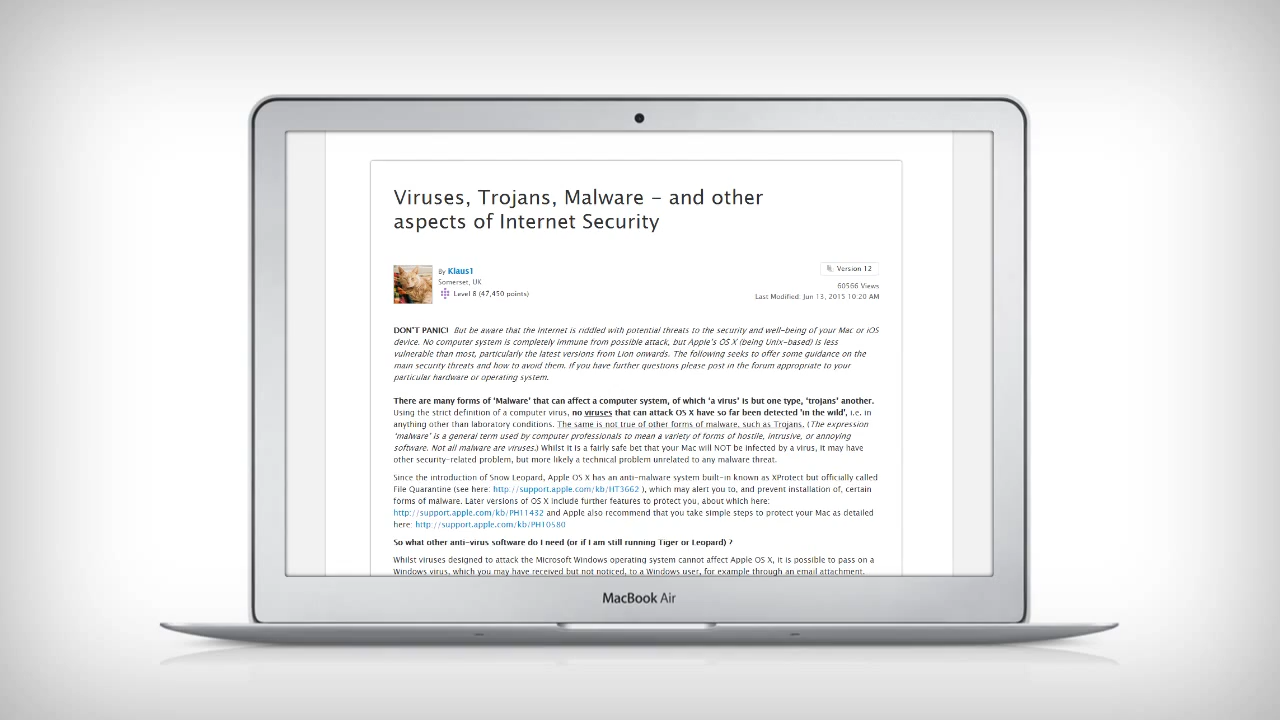 Viruses, Trojans, Malware - and other
aspects of Internet Security
By Klaus1
Somerset, UK
Level 8 (47,450 points)
Version 12
60566 Views
Last Modified: Jun 13, 2015 10:20 AM
DON'T PANIC! But be aware that the Internet is riddled with potential threats to the security and well-being of your Mac or iOS
device. No computer system is completely immune from possible attack, but Apple's OS X (being Unix-based) is less
vulnerable than most, particularly the latest versions from Lion onwards. The following seeks to offer some guidance on the
main security threats and how to avoid them. If you have further questions please post in the forum appropriate to your
particular hardware or operating system.
There are many forms of 'Malware' that can affect a computer system, of which 'a virus' is but one type, 'trojans' another.
Using the strict definition of a computer virus, no viruses that can attack OS X have so far been detected 'in the wild', i.e. in
anything other than laboratory conditions. The same is not true of other forms of malware, such as Trojans. (The expression
'malware' is a general term used by computer professionals to mean a variety of forms of hostile, intrusive, or annoying
software. Not all malware are viruses.) Whilst it is a fairly safe bet that your Mac will NOT be infected by a virus, it may have
other security-related problem, but more likely a technical problem unrelated to any malware threat.
Since the introduction of Snow Leopard, Apple OS X has an anti-malware system built-in known as XProtect but officially called
File Quarantine (see here: http://support.apple.com/kb/HT3662 ), which may alert you to, and prevent installation of, certain
forms of malware. Later versions of OS X include further features to protect you, about which here:
http://support.apple.com/kb/PH11432 and Apple also recommend that you take simple steps to protect your Mac as detailed
here: http://support.apple.com/kb/PH10580
So what other anti-virus software do I need (or if I am still running Tiger or Leopard) ?
Whilst viruses designed to attack the Microsoft Windows operating system cannot affect Apple OS X, it is possible to pass on a
Windows virus, which you may have received but not noticed, to a Windows user, for example through an email attachment.
MacBook Air